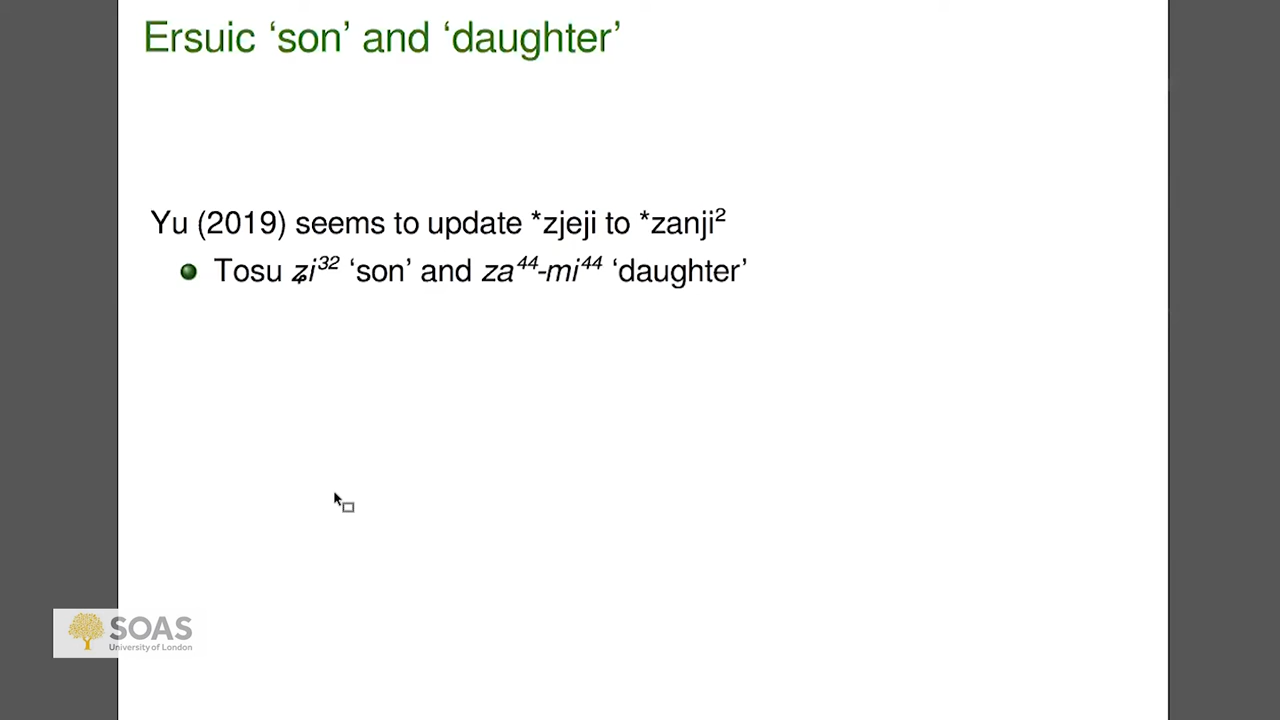 Ersuic ‘son’ and ‘daughter’
Yu (2019) seems to update *zjeji to *zanji²
Tosu ʑi³² ‘son’ and za⁴⁴-mi⁴⁴ ‘daughter’
SOAS
University of London